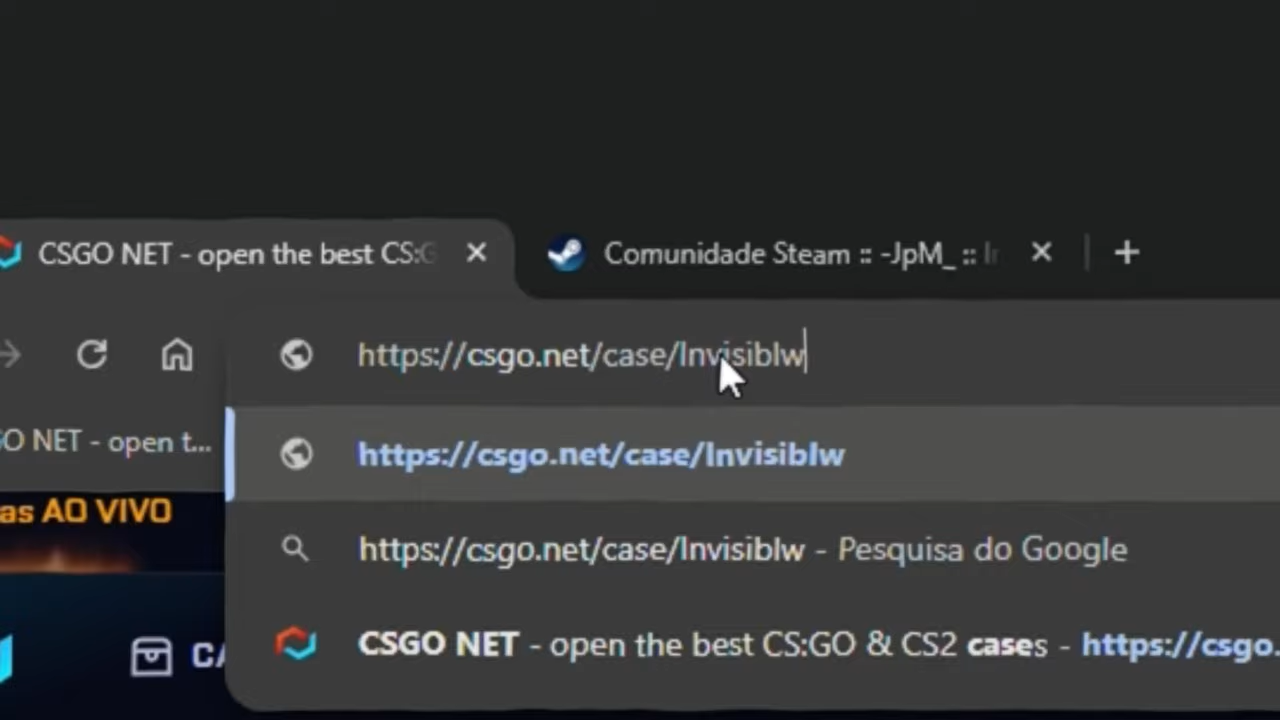 CSGO NET - open the best CS:G
Comunidade Steam :: -JpM_ ::
https://csgo.net/case/Invisiblw
GO NET - open t...
https://csgo.net/case/Invisiblw
as AO VIVO
https://csgo.net/case/Invisiblw - Pesquisa do Google
CA
CSGO NET - open the best CS:GO & CS2 cases - https://csgo.